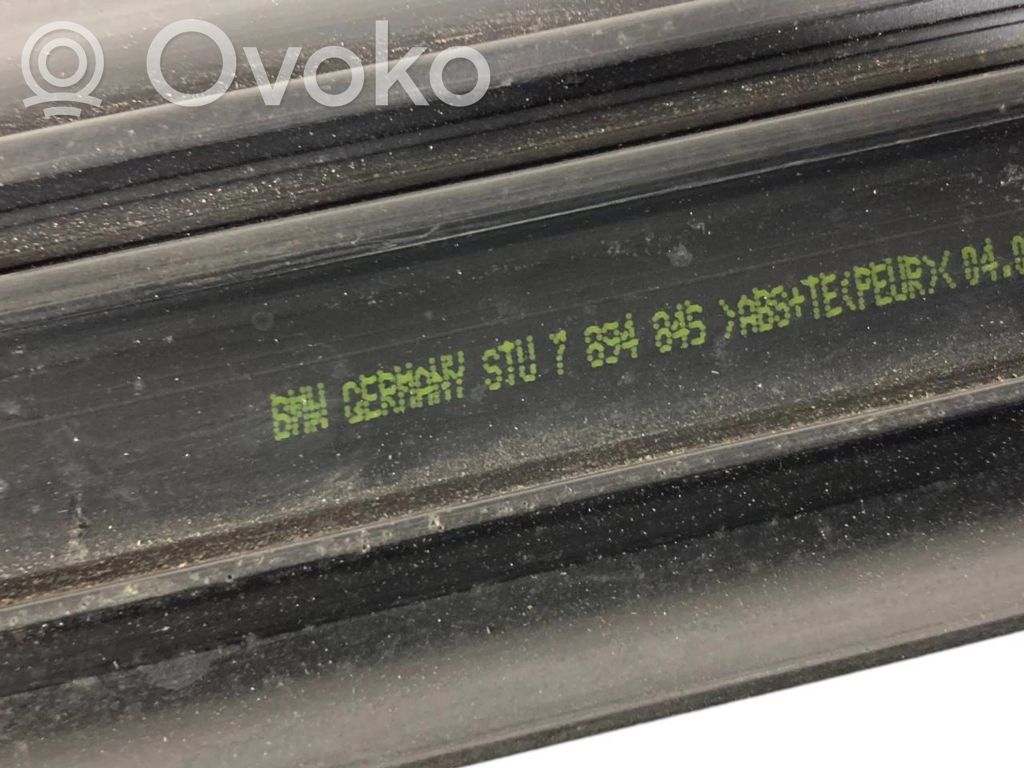 Ovoko
BMW GERMANY STU 7 894 845 >ABS+TE(PEUR)< 04.0